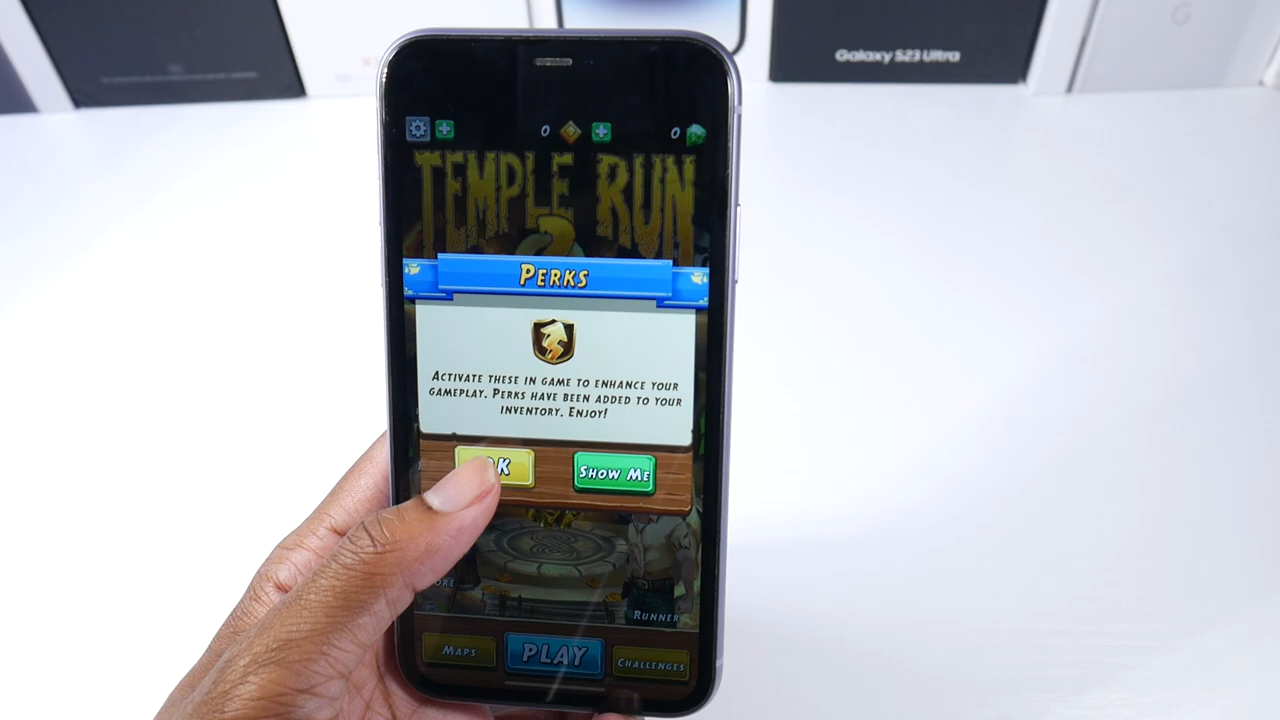 Galaxy S23 Ultra
G
0
0
TEMPLE RUN
2
PERKS
ACTIVATE THESE IN GAME TO ENHANCE YOUR
GAMEPLAY. PERKS HAVE BEEN ADDED TO YOUR
INVENTORY. ENJOY!
OK
SHOW ME
RUNNER
MAPS
PLAY
CHALLENGES